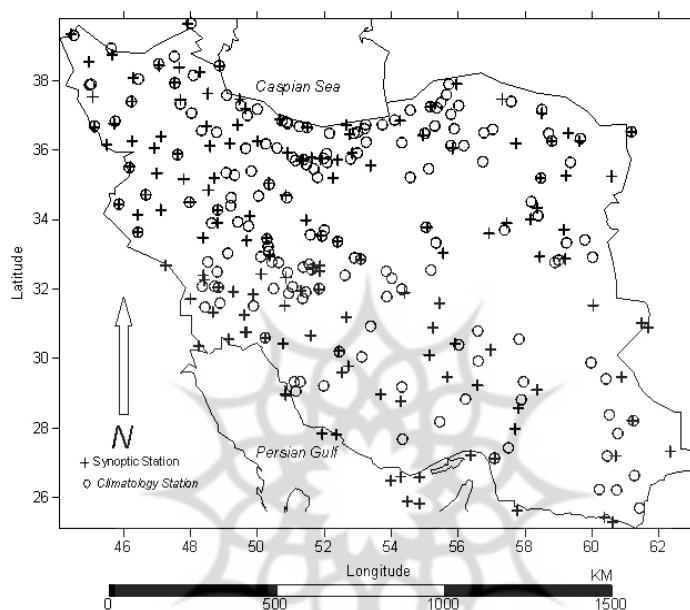 Caspian Sea
38
36
34
32
30
28
26
Latitude
N
+ Synoptic Station
o Climatology Station
Persian Gulf
46 48 50 52 54 56 58 60 62
Longitude
KM
0 500 1000 1500